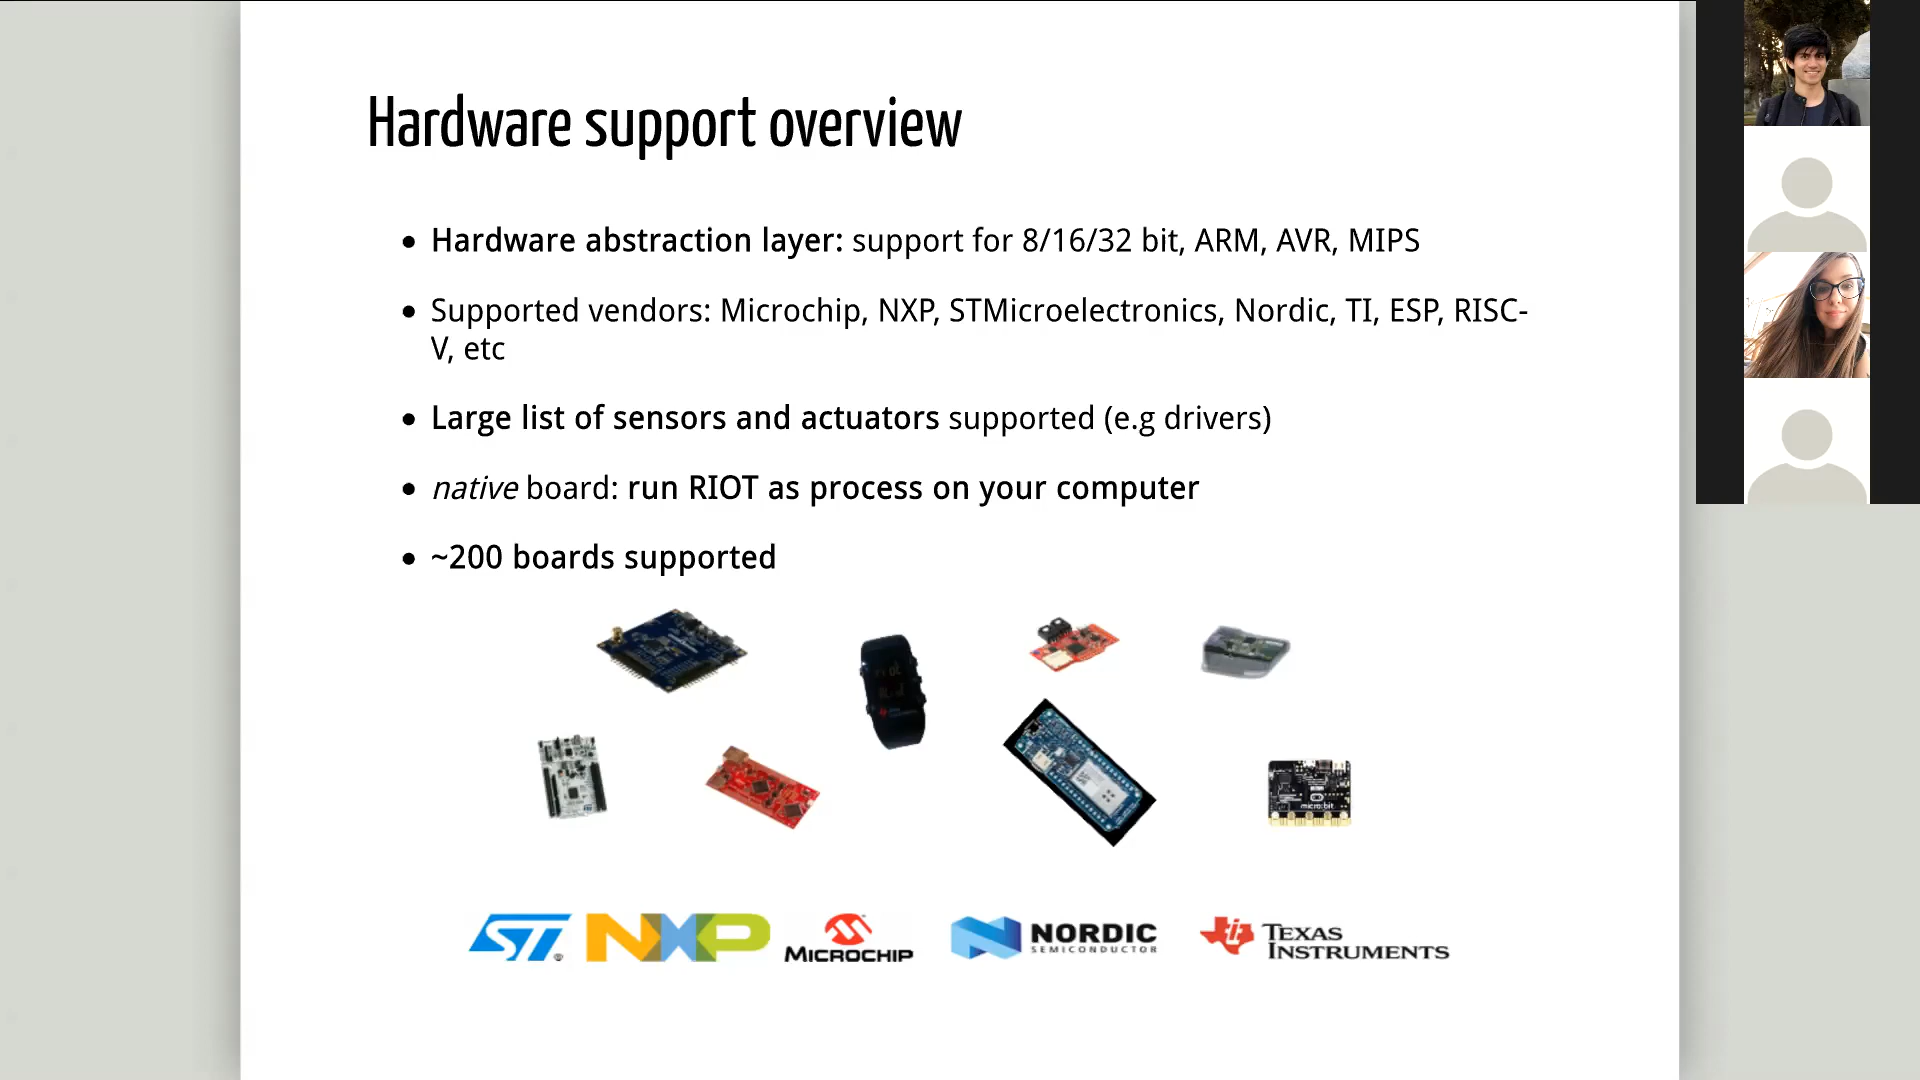 Hardware support overview
Hardware abstraction layer: support for 8/16/32 bit, ARM, AVR, MIPS
Supported vendors: Microchip, NXP, STMicroelectronics, Nordic, TI, ESP, RISC-
V, etc
Large list of sensors and actuators supported (e.g drivers)
native board: run RIOT as process on your computer
~200 boards supported
micro:bit
ST NXP MICROCHIP NORDIC SEMICONDUCTOR TEXAS INSTRUMENTS